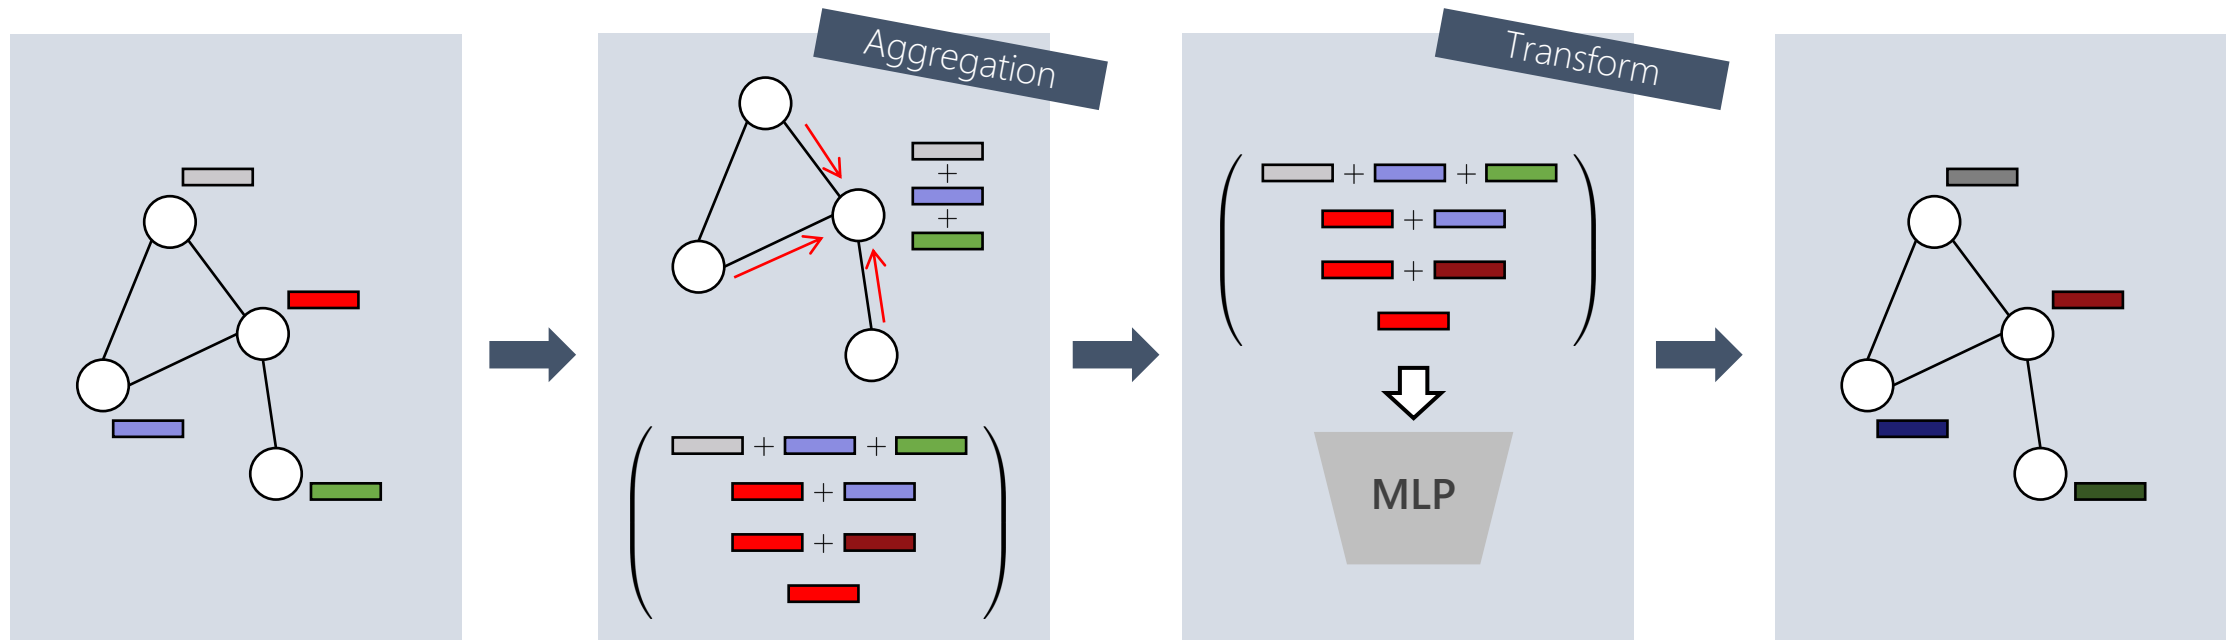 Aggregation
Transform
+
+
+ +
+
+
+ +
+
+
MLP